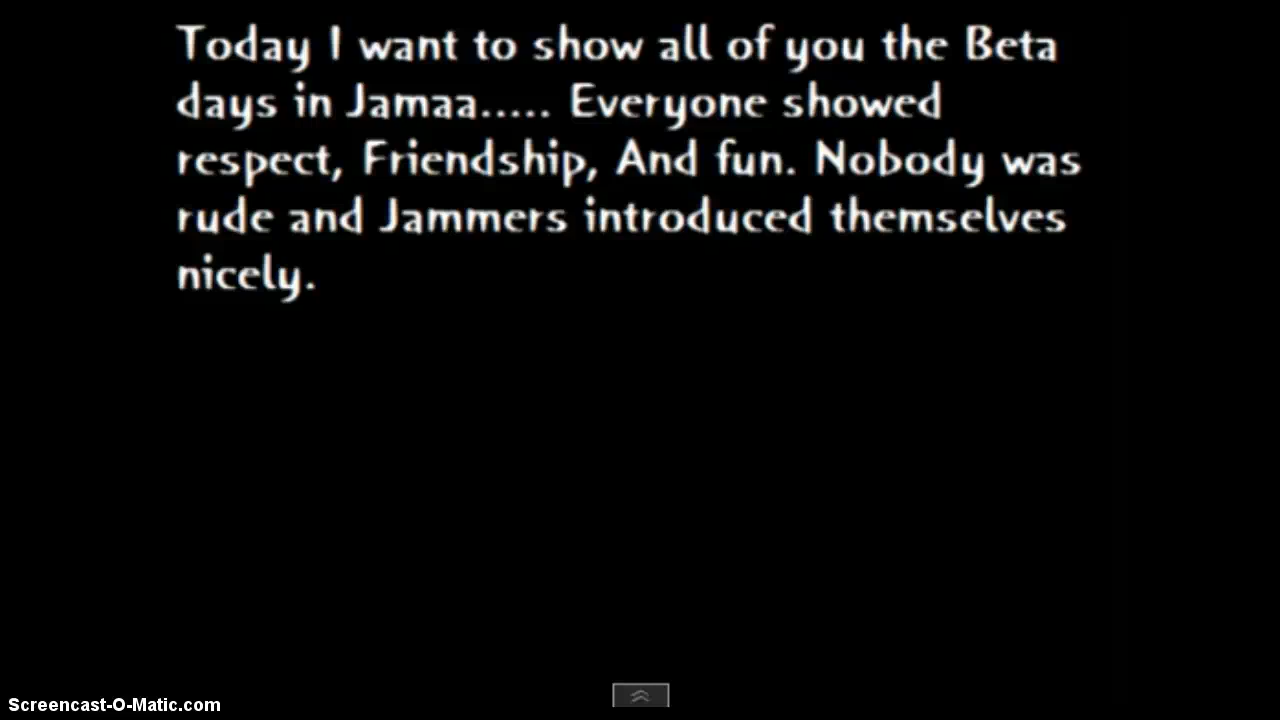 Today I want to show all of you the Beta
days in Jamaa..... Everyone showed
respect, Friendship, And fun. Nobody was
rude and Jammers introduced themselves
nicely.
Screencast-O-Matic.com